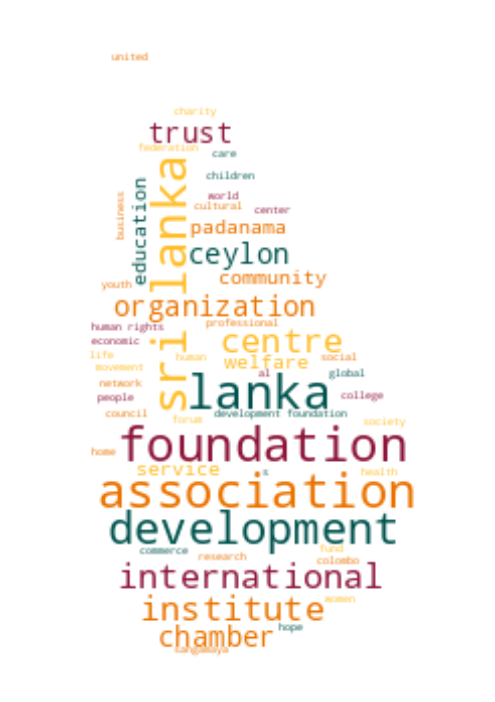 united
charity
trust
federation
care
sri lanka
children
education
business
world
cultural
center
padanama
ceylon
community
youth
organization
professional
human rights
economic
centre
life
human
social
welfare
movement
al
global
network
lanka
people
college
council
development foundation
forum
society
foundation
home
service
s
health
association
development
commerce
fund
research
colombo
international
women
institute
hope
chamber
sangamaya